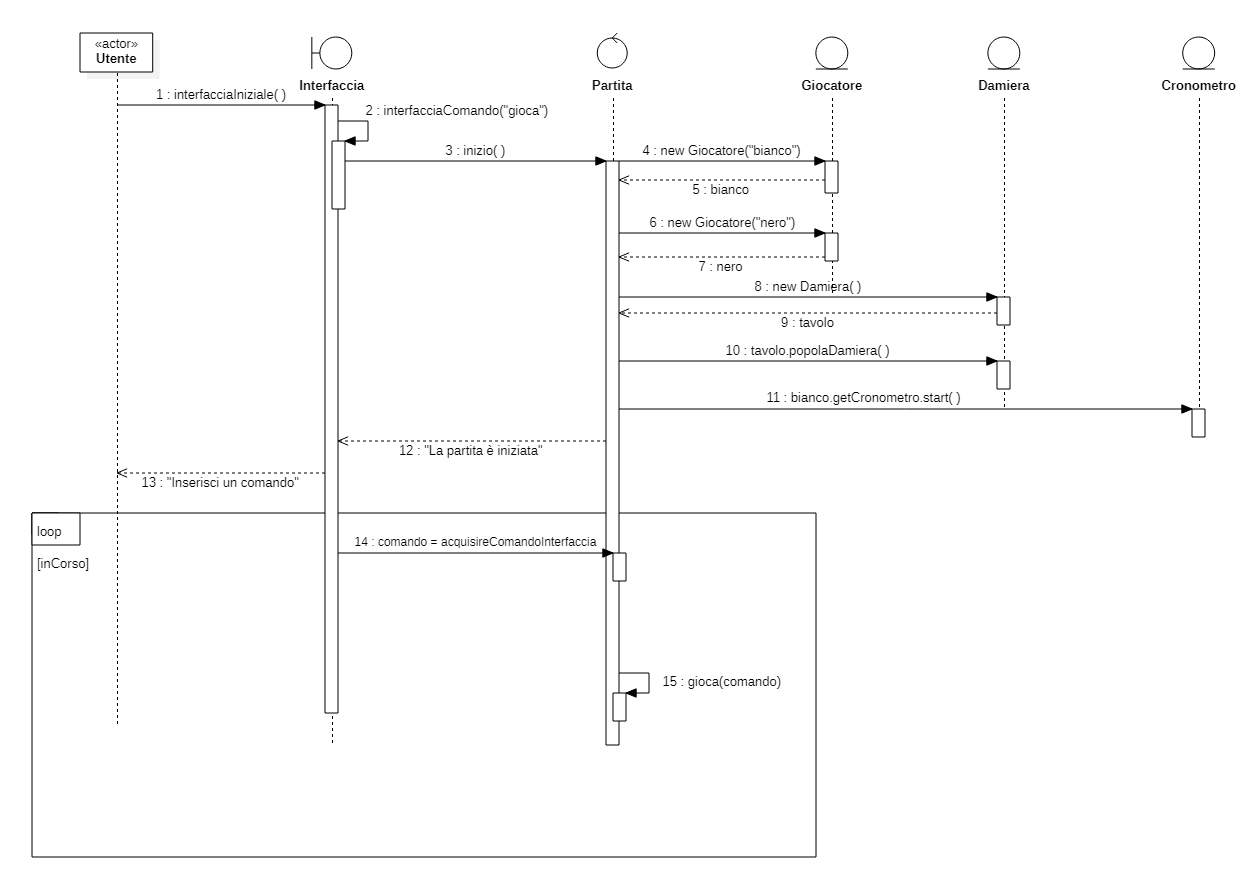 «actor»
Utente
Interfaccia
Partita
Giocatore
Damiera
Cronometro
1 : interfacciaIniziale( )
2 : interfacciaComando("gioca")
3 : inizio( )
4 : new Giocatore("bianco")
5 : bianco
6 : new Giocatore("nero")
7 : nero
8 : new Damiera( )
9 : tavolo
10 : tavolo.popolaDamiera( )
11 : bianco.getCronometro.start( )
12 : "La partita è iniziata"
13 : "Inserisci un comando"
loop
14 : comando = acquisireComandoInterfaccia
[inCorso]
15 : gioca(comando)